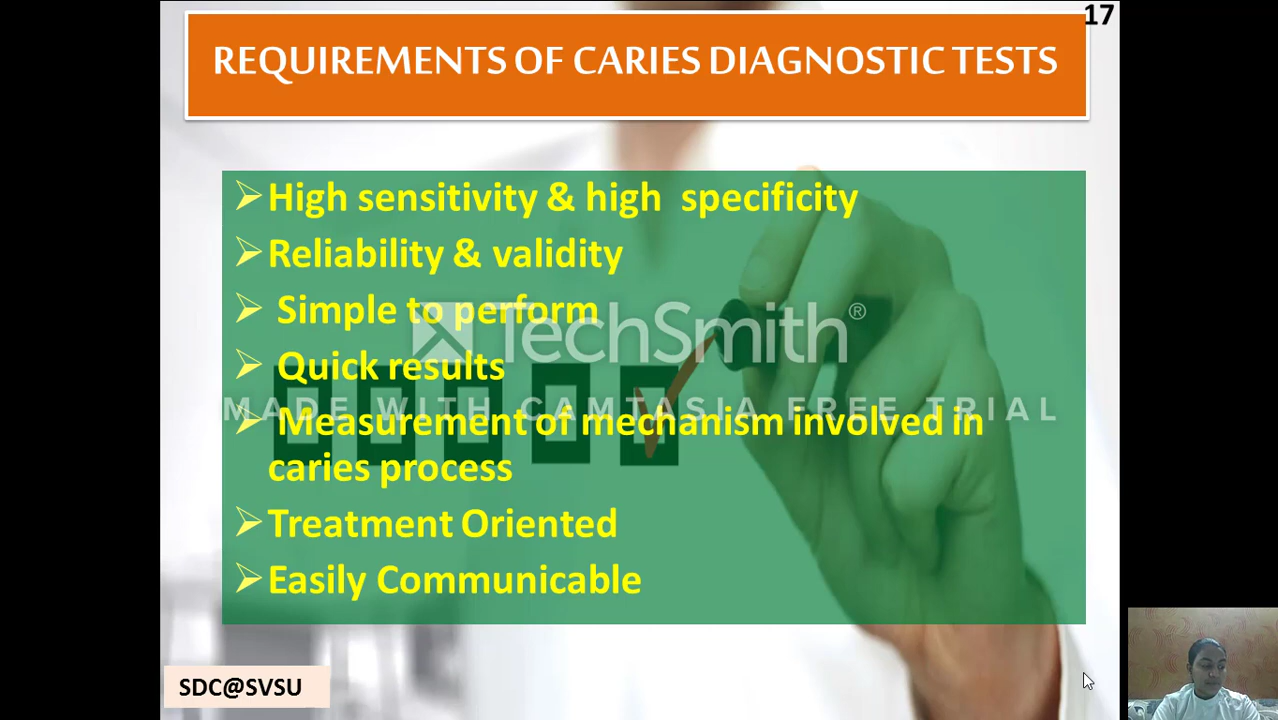 17
REQUIREMENTS OF CARIES DIAGNOSTIC TESTS
High sensitivity & high specificity
Reliability & validity
Simple to perform
TechSmith®
Quick results
MADE WITH CAMTASIA FREE TRIAL
Measurement of mechanism involved in
caries process
Treatment Oriented
Easily Communicable
SDC@SVSU